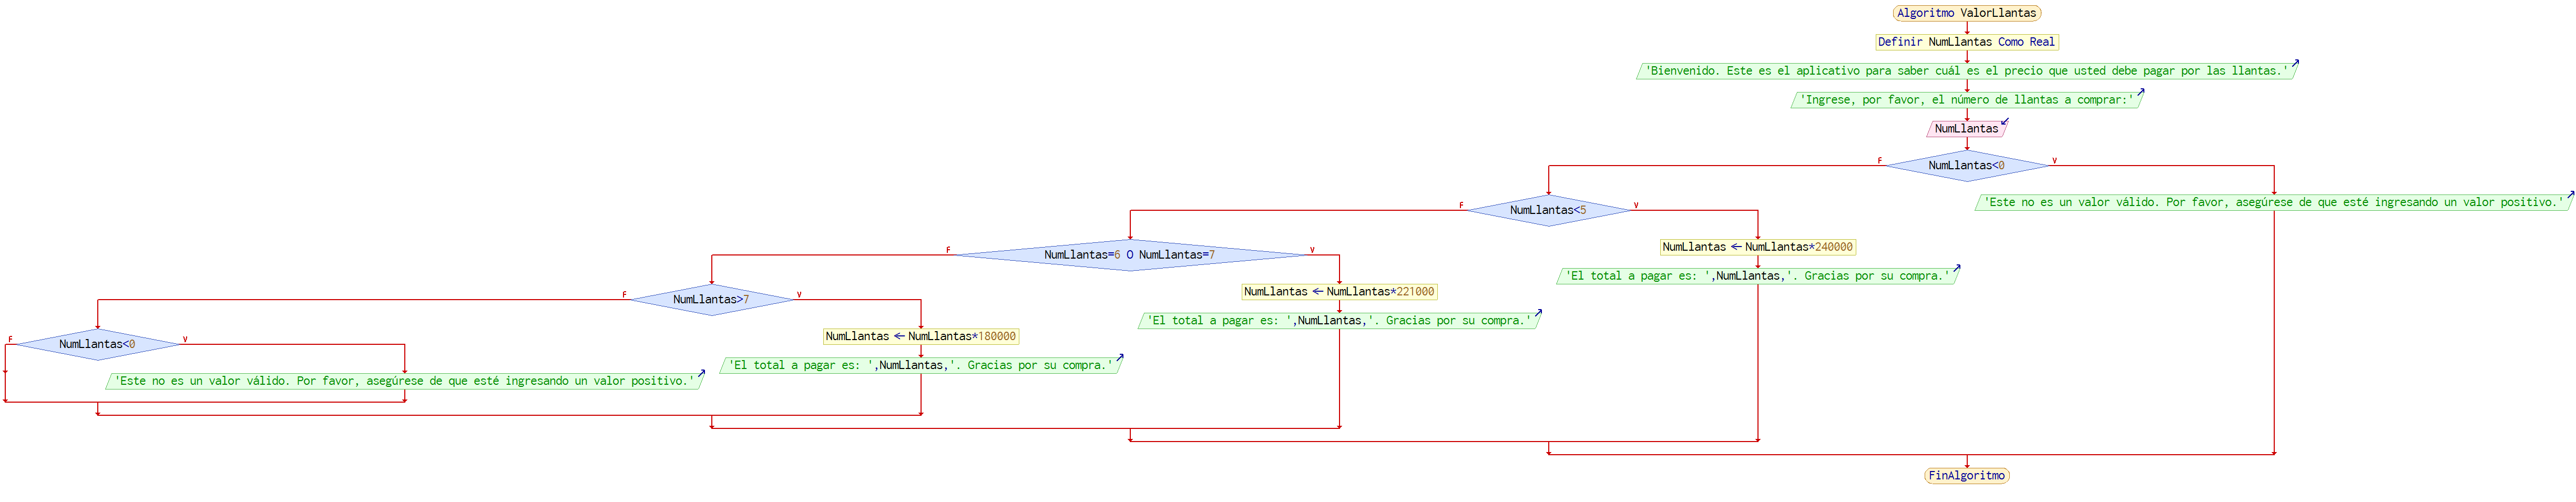 Algoritmo ValorLlantas
Definir NumLlantas Como Real
'Bienvenido. Este es el aplicativo para saber cuál es el precio que usted debe pagar por las llantas.'
'Ingrese, por favor, el número de llantas a comprar:'
NumLlantas
F
NumLlantas<0
V
'Este no es un valor válido. Por favor, asegúrese de que esté ingresando un valor positivo.'
F
NumLlantas<5
V
NumLlantas ← NumLlantas*240000
'El total a pagar es: ',NumLlantas,'. Gracias por su compra.'
F
NumLlantas=6 O NumLlantas=7
V
NumLlantas ← NumLlantas*221000
'El total a pagar es: ',NumLlantas,'. Gracias por su compra.'
F
NumLlantas>7
V
NumLlantas ← NumLlantas*180000
'El total a pagar es: ',NumLlantas,'. Gracias por su compra.'
F
NumLlantas<0
V
'Este no es un valor válido. Por favor, asegúrese de que esté ingresando un valor positivo.'
FinAlgoritmo